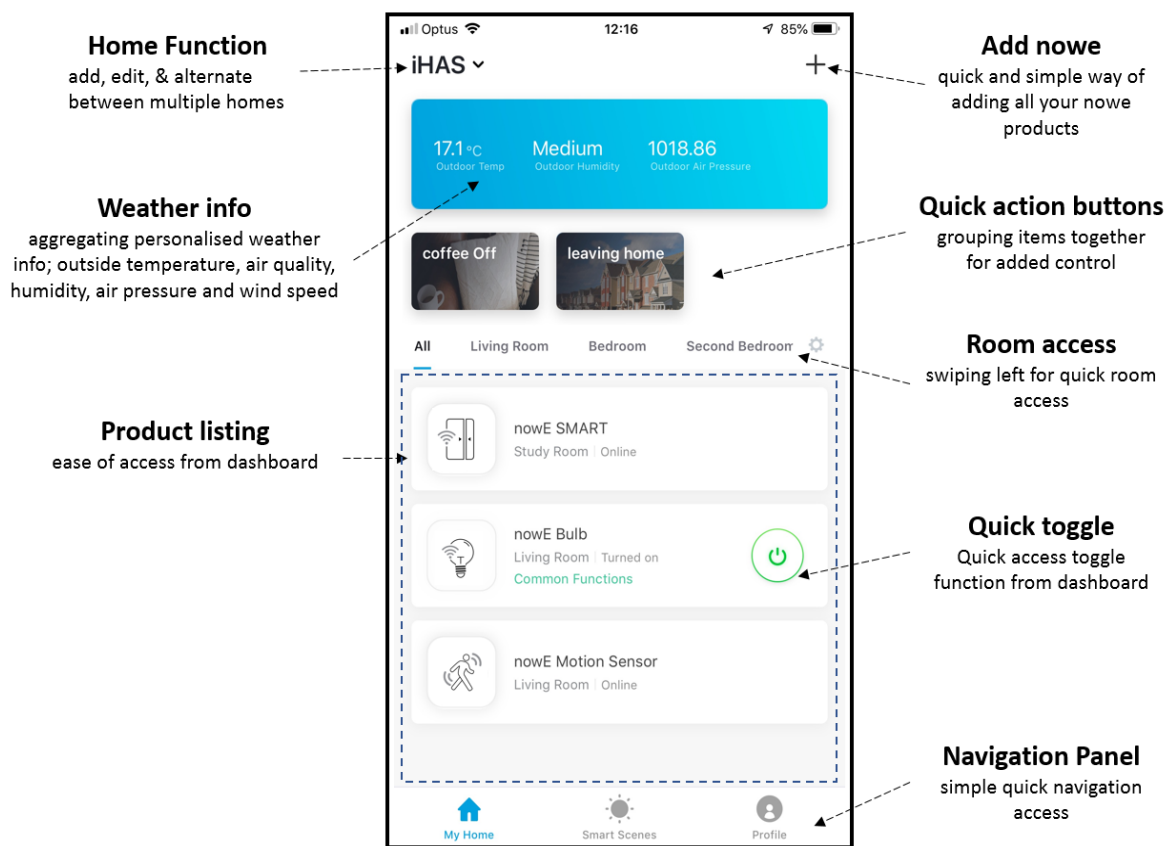 Home Function
add, edit, & alternate
between multiple homes
Weather info
aggregating personalised weather
info; outside temperature, air quality,
humidity, air pressure and wind speed
Product listing
ease of access from dashboard
Optus 12:16 85%
iHAS
17.1 °C Medium 1018.86
Outdoor Temp Outdoor Humidity Outdoor Air Pressure
coffee Off leaving home
All Living Room Bedroom Second Bedroom
nowE SMART
Study Room | Online
nowE Bulb
Living Room | Turned on
Common Functions
nowE Motion Sensor
Living Room | Online
My Home Smart Scenes Profile
Add nowe
quick and simple way of
adding all your nowe
products
Quick action buttons
grouping items together
for added control
Room access
swiping left for quick room
access
Quick toggle
Quick access toggle
function from dashboard
Navigation Panel
simple quick navigation
access